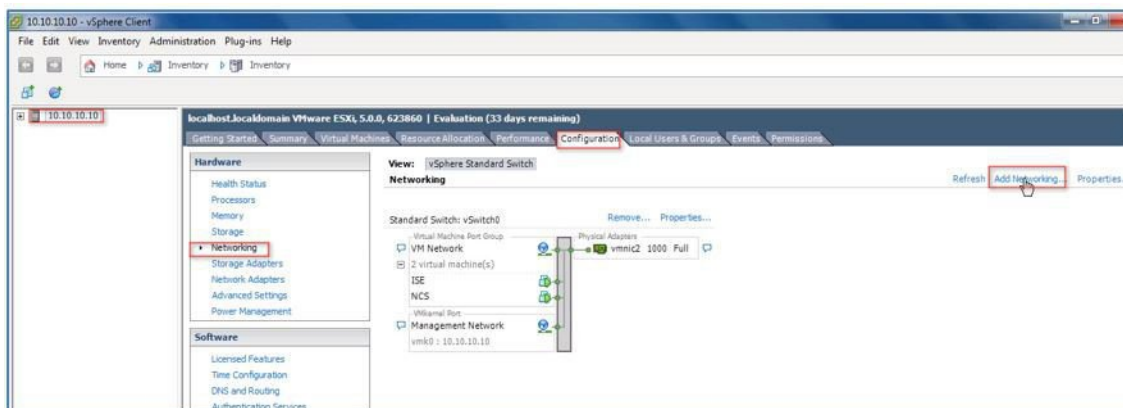 10.10.10.10 - vSphere Client
File Edit View Inventory Administration Plug-ins Help
Home Inventory Inventory
10.10.10.10
localhost.localdomain VMware ESXi, 5.0.0, 623860 | Evaluation (33 days remaining)
Getting Started Summary Virtual Machines Resource Allocation Performance Configuration Local Users & Groups Events Permissions
Hardware
Health Status
Processors
Memory
Storage
Networking
Storage Adapters
Network Adapters
Advanced Settings
Power Management
Software
Licensed Features
Time Configuration
DNS and Routing
Authentication Services
View: vSphere Standard Switch
Networking
Refresh Add Networking... Properties...
Standard Switch: vSwitch0 Remove... Properties...
Virtual Machine Port Group Physical Adapters
VM Network vmnic2 1000 Full
2 virtual machine(s)
ISE
NCS
VMkernel Port
Management Network
vmk0 : 10.10.10.10